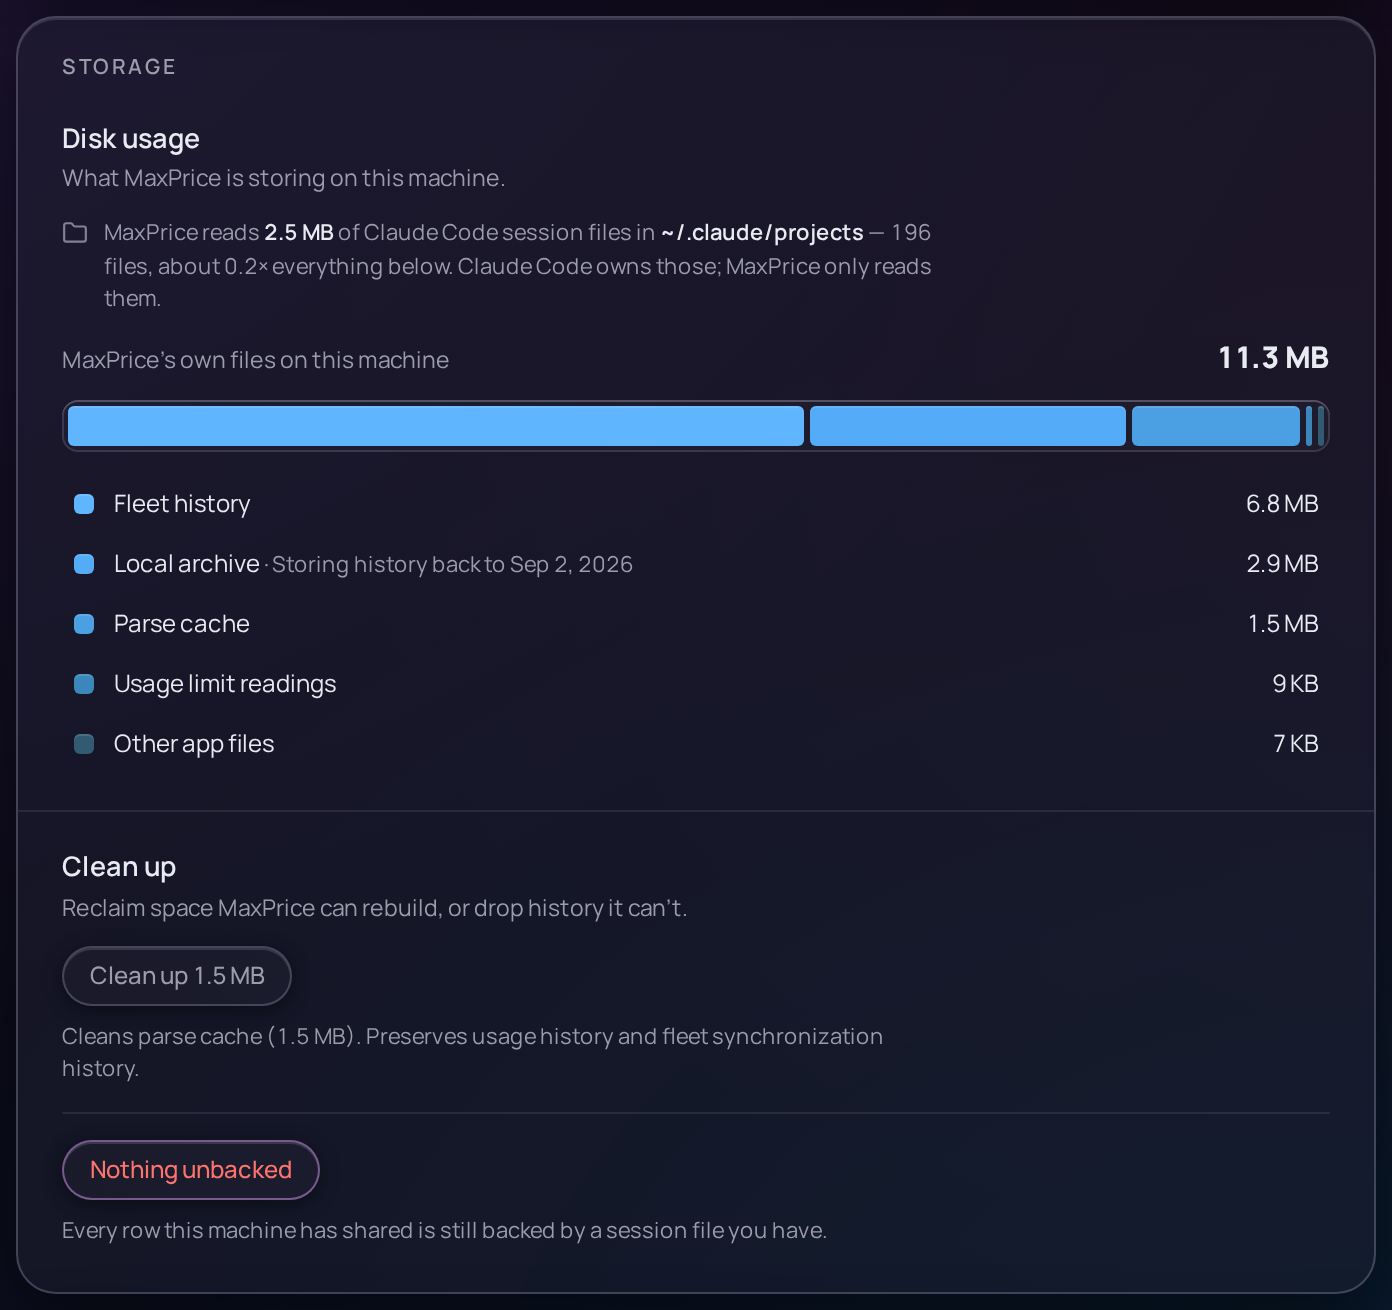 STORAGE
Disk usage
What MaxPrice is storing on this machine.
MaxPrice reads 2.5 MB of Claude Code session files in ~/.claude/projects — 196
files, about 0.2× everything below. Claude Code owns those; MaxPrice only reads
them.
MaxPrice’s own files on this machine 11.3 MB
Fleet history 6.8 MB
Local archive · Storing history back to Sep 2, 2026 2.9 MB
Parse cache 1.5 MB
Usage limit readings 9 KB
Other app files 7 KB
Clean up
Reclaim space MaxPrice can rebuild, or drop history it can’t.
Clean up 1.5 MB
Cleans parse cache (1.5 MB). Preserves usage history and fleet synchronization
history.
Nothing unbacked
Every row this machine has shared is still backed by a session file you have.